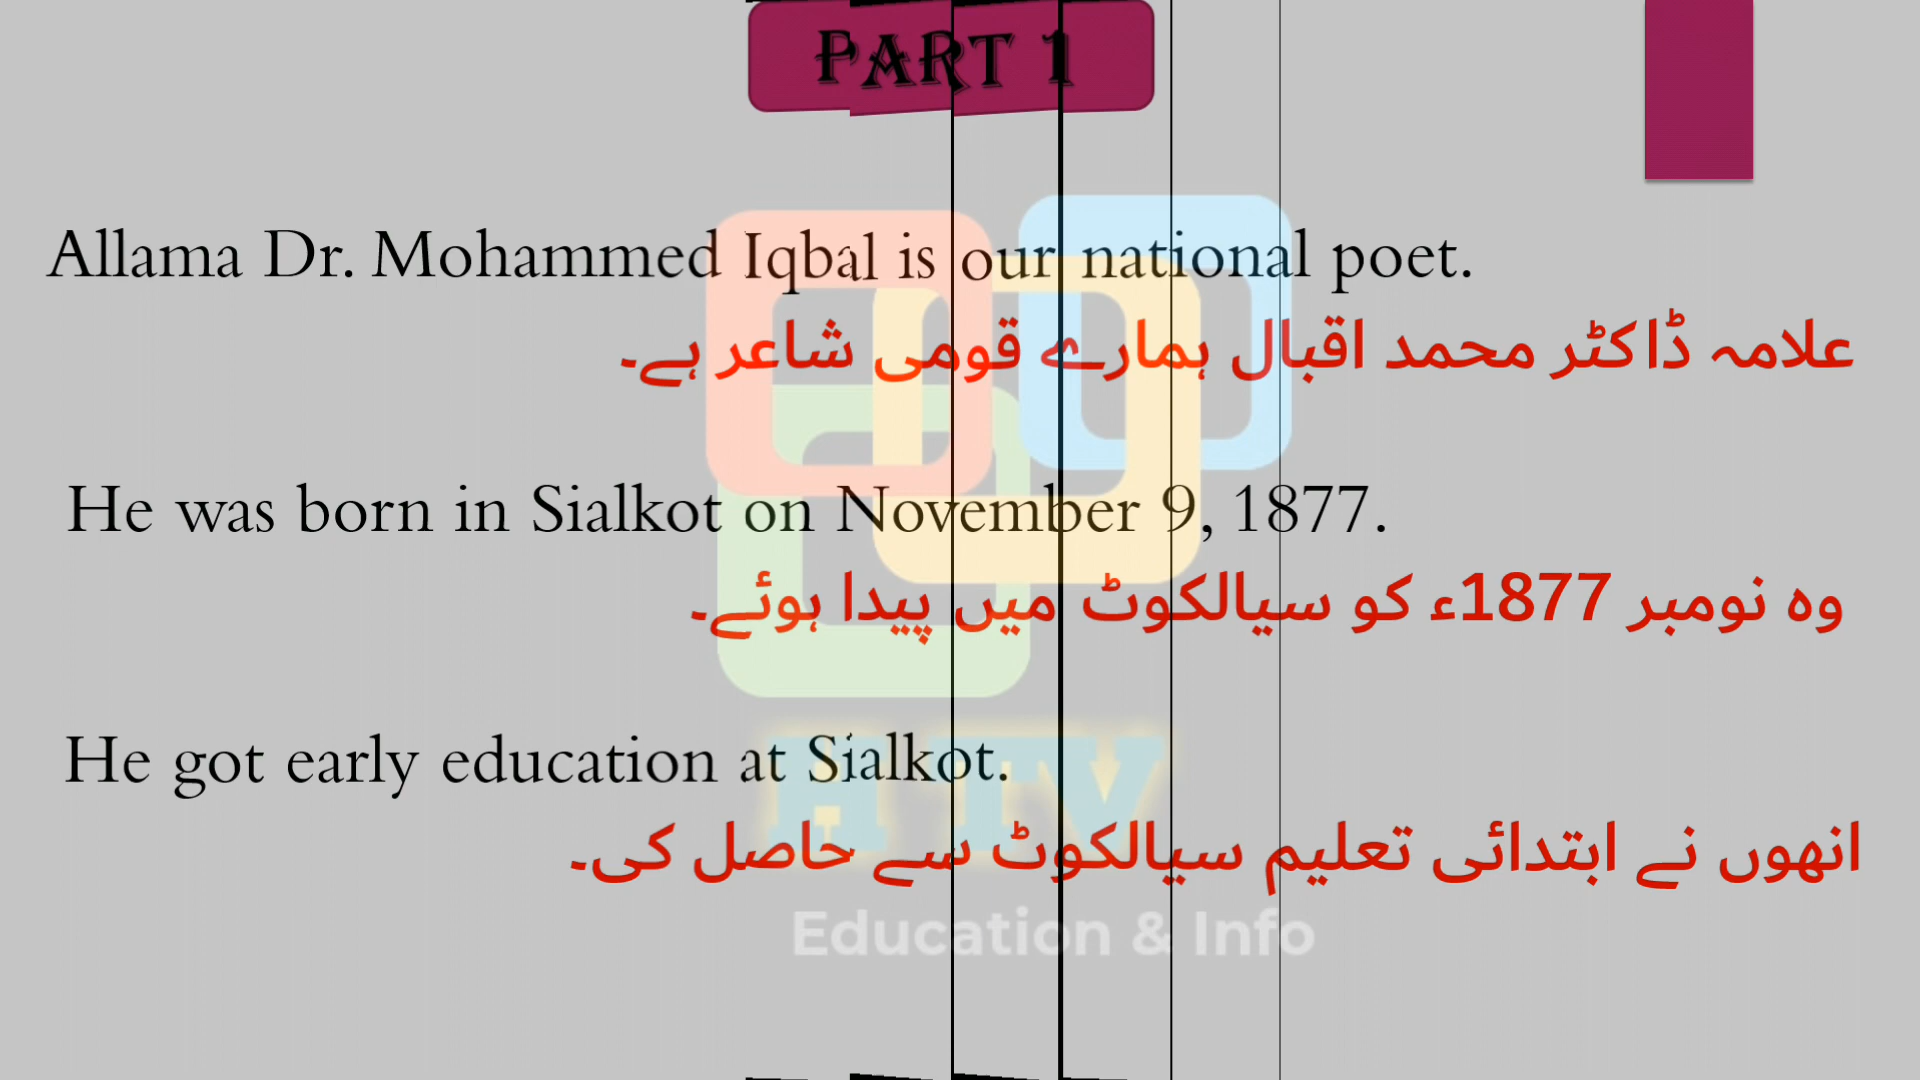 PART 1
Allama Dr. Mohammed Iqbal is our national poet.
علامہ ڈاکٹر محمد اقبال ہمارے قومی شاعر ہے۔
He was born in Sialkot on November 9, 1877.
وہ نومبر 1877ء کو سیالکوٹ میں پیدا ہوئے۔
He got early education at Sialkot.
انھوں نے ابتدائی تعلیم سیالکوٹ سے حاصل کی۔
HTV
Education & Info